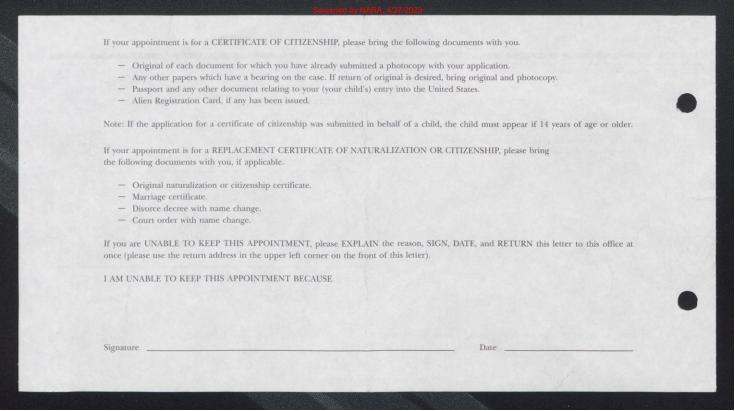 Scanned by NARA, 4/27/2023
If your appointment is for a CERTIFICATE OF CITIZENSHIP, please bring the following documents with you.
— Original of each document for which you have already submitted a photocopy with your application.
— Any other papers which have a bearing on the case. If return of original is desired, bring original and photocopy.
— Passport and any other document relating to your (your child's) entry into the United States.
— Alien Registration Card, if any has been issued.
Note: If the application for a certificate of citizenship was submitted in behalf of a child, the child must appear if 14 years of age or older.
If your appointment is for a REPLACEMENT CERTIFICATE OF NATURALIZATION OR CITIZENSHIP, please bring
the following documents with you, if applicable.
— Original naturalization or citizenship certificate.
— Marriage certificate.
— Divorce decree with name change.
— Court order with name change.
If you are UNABLE TO KEEP THIS APPOINTMENT, please EXPLAIN the reason, SIGN, DATE, and RETURN this letter to this office at
once (please use the return address in the upper left corner on the front of this letter).
I AM UNABLE TO KEEP THIS APPOINTMENT BECAUSE
Signature Date